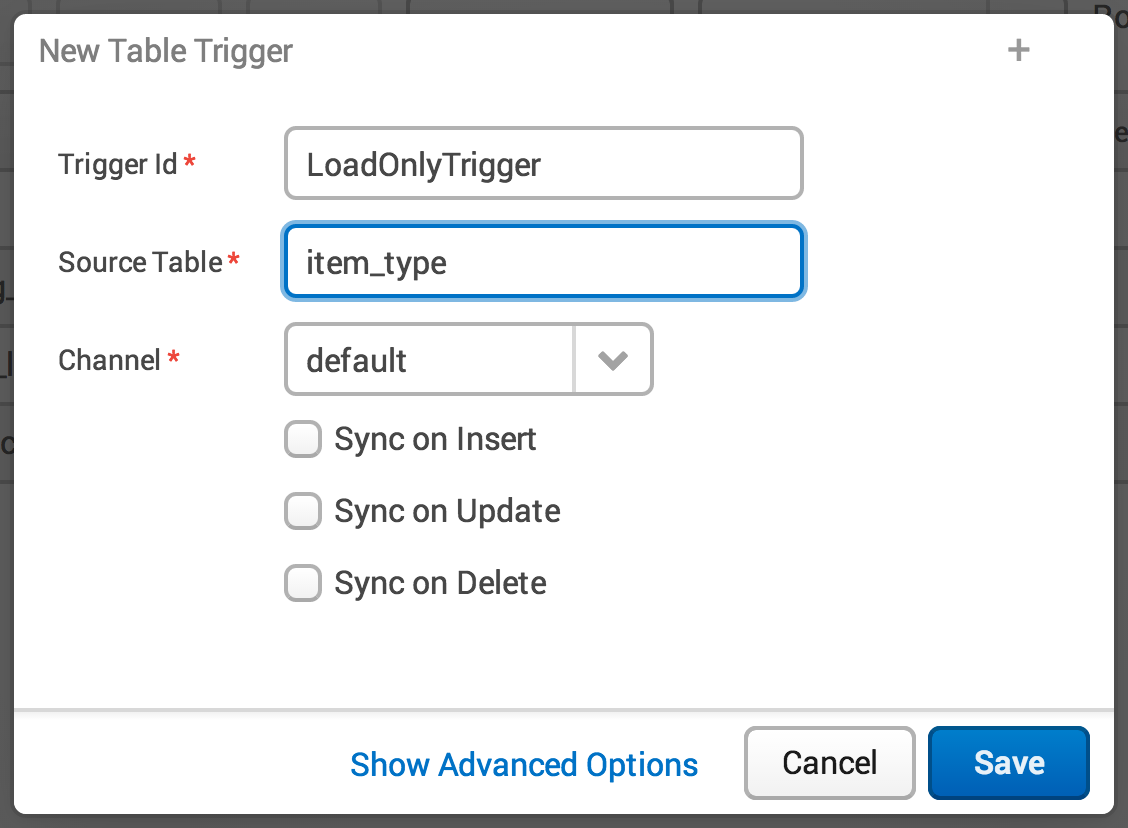 New Table Trigger +
Trigger Id * LoadOnlyTrigger
Source Table * item_type
Channel * default
Sync on Insert
Sync on Update
Sync on Delete
Show Advanced Options Cancel Save